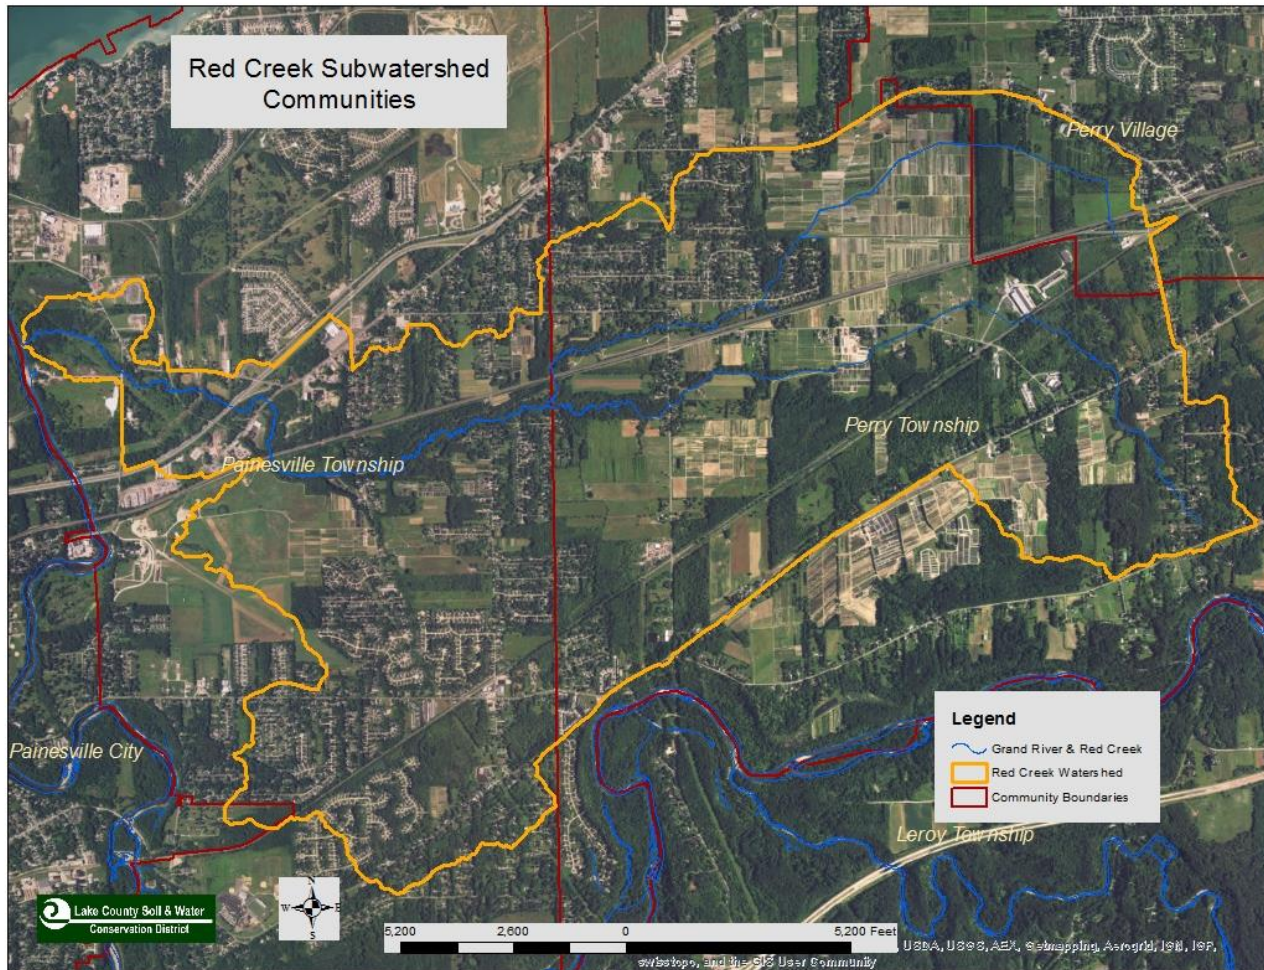 Red Creek Subwatershed
Communities
Perry Village
Perry Township
Painesville Township
Painesville City
Leroy Township
Legend
Grand River & Red Creek
Red Creek Watershed
Community Boundaries
Lake County Soil & Water
Conservation District
N
W E
S
5,200 2,600 0 5,200 Feet
, USDA, USGS, AEX, Getmapping, Aerogrid, IGN, IGP,
swisstopo, and the GIS User Community